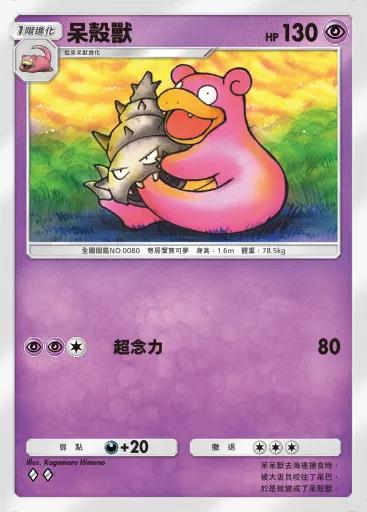 1階進化
呆殼獸
HP 130
從呆呆獸進化
全國圖鑑NO.0080 寄居蟹寶可夢 身高：1.6m 體重：78.5kg
超念力 80
弱點 +20
撤退
Illus. Kagemaru Himeno
呆呆獸去海裡捕食時，
被大舌貝咬住了尾巴，
於是就變成了呆殼獸。